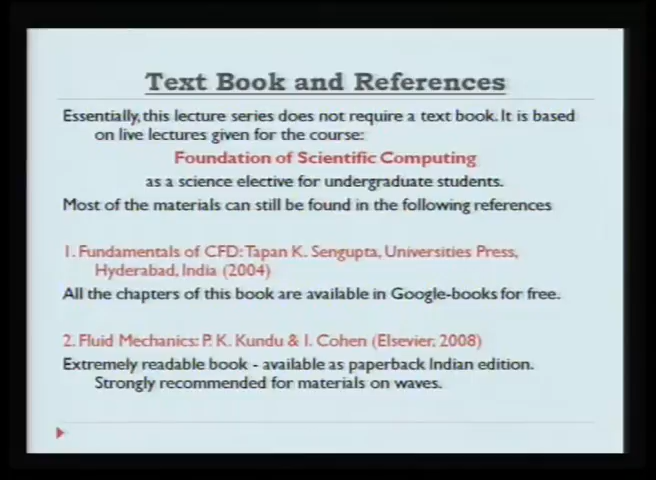 Text Book and References
Essentially, this lecture series does not require a text book. It is based
on live lectures given for the course:
Foundation of Scientific Computing
as a science elective for undergraduate students.
Most of the materials can still be found in the following references
1. Fundamentals of CFD: Tapan K. Sengupta, Universities Press,
Hyderabad, India (2004)
All the chapters of this book are available in Google-books for free.
2. Fluid Mechanics: P. K. Kundu & I. Cohen (Elsevier, 2008)
Extremely readable book - available as paperback Indian edition.
Strongly recommended for materials on waves.